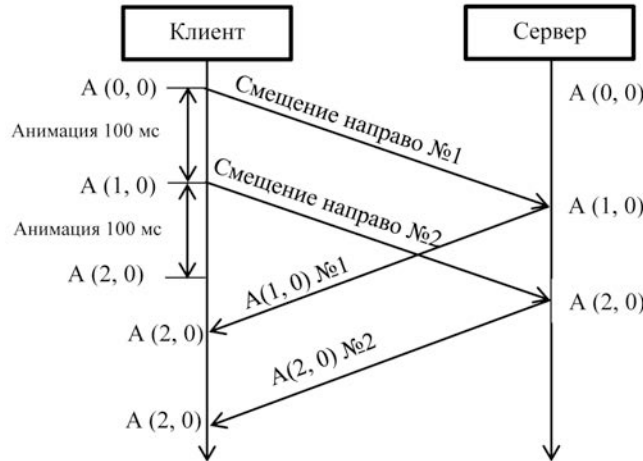 Клиент
Сервер
А (0, 0)
А (0, 0)
Смещение направо №1
Анимация 100 мс
А (1, 0)
А (1, 0)
Смещение направо №2
Анимация 100 мс
А (2, 0)
А(1, 0) №1
А (2, 0)
А (2, 0)
А(2, 0) №2
А (2, 0)